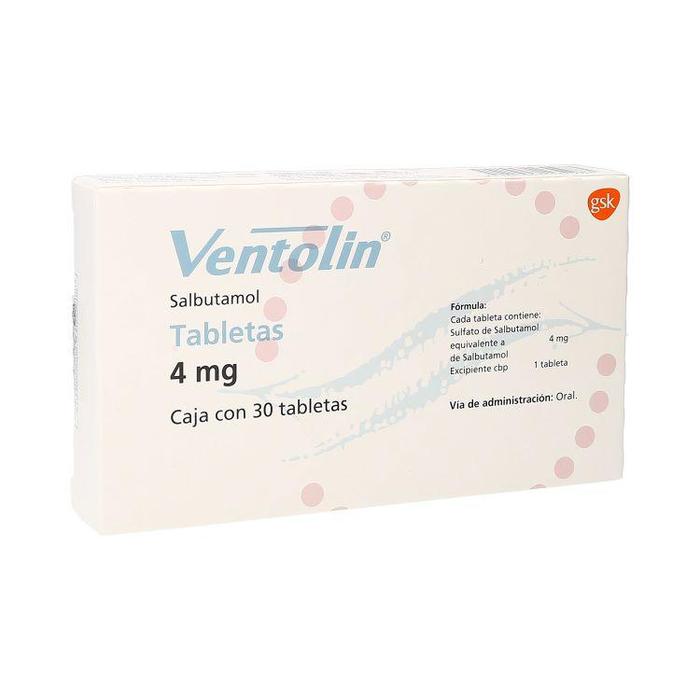 Ventolin®
Salbutamol
Tabletas
4 mg
Caja con 30 tabletas
gsk
Fórmula:
Cada tableta contiene:
Sulfato de Salbutamol
equivalente a 4 mg
de Salbutamol
Excipiente cbp 1 tableta
Vía de administración: Oral.